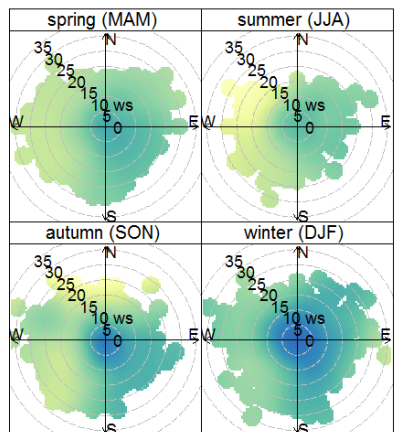 spring (MAM)
N
35
30
25
20
15
10 ws
5
0
W
E
S
summer (JJA)
N
35
30
25
20
15
10 ws
5
0
W
E
S
autumn (SON)
N
35
30
25
20
15
10 ws
5
0
W
E
S
winter (DJF)
N
35
30
25
20
15
10 ws
5
0
W
E
S